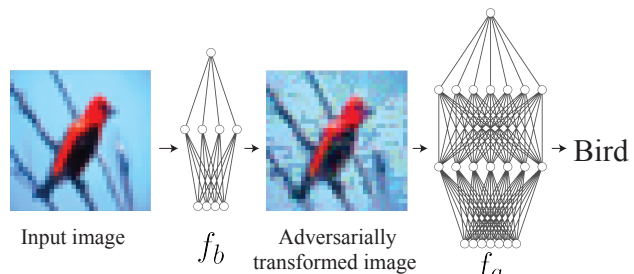 Bird
Input image
f_b
Adversarially
transformed image
f_a